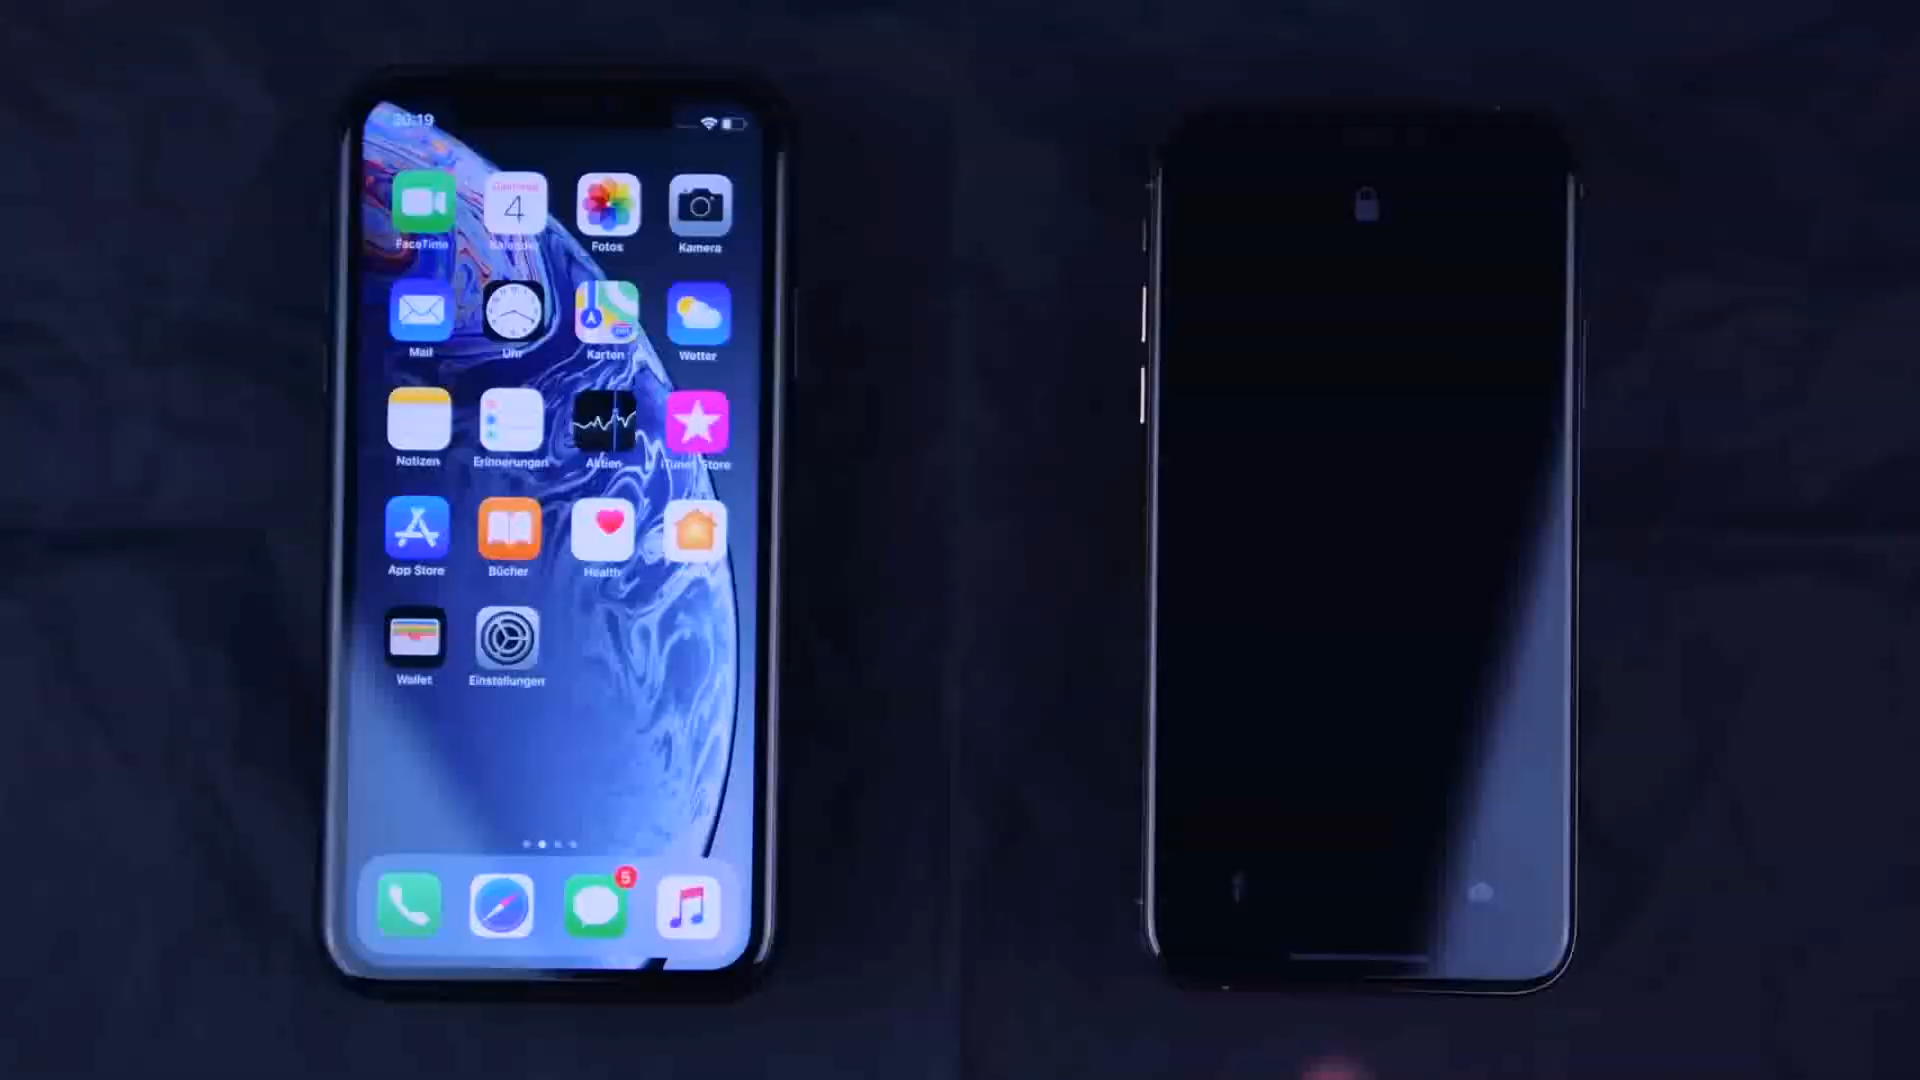 20:19
FaceTime
4
Kalender
Fotos
Kamera
Mail
Uhr
Karten
Wetter
Notizen
Erinnerungen
Aktien
iTunes Store
App Store
Bücher
Health
Wallet
Einstellungen
5